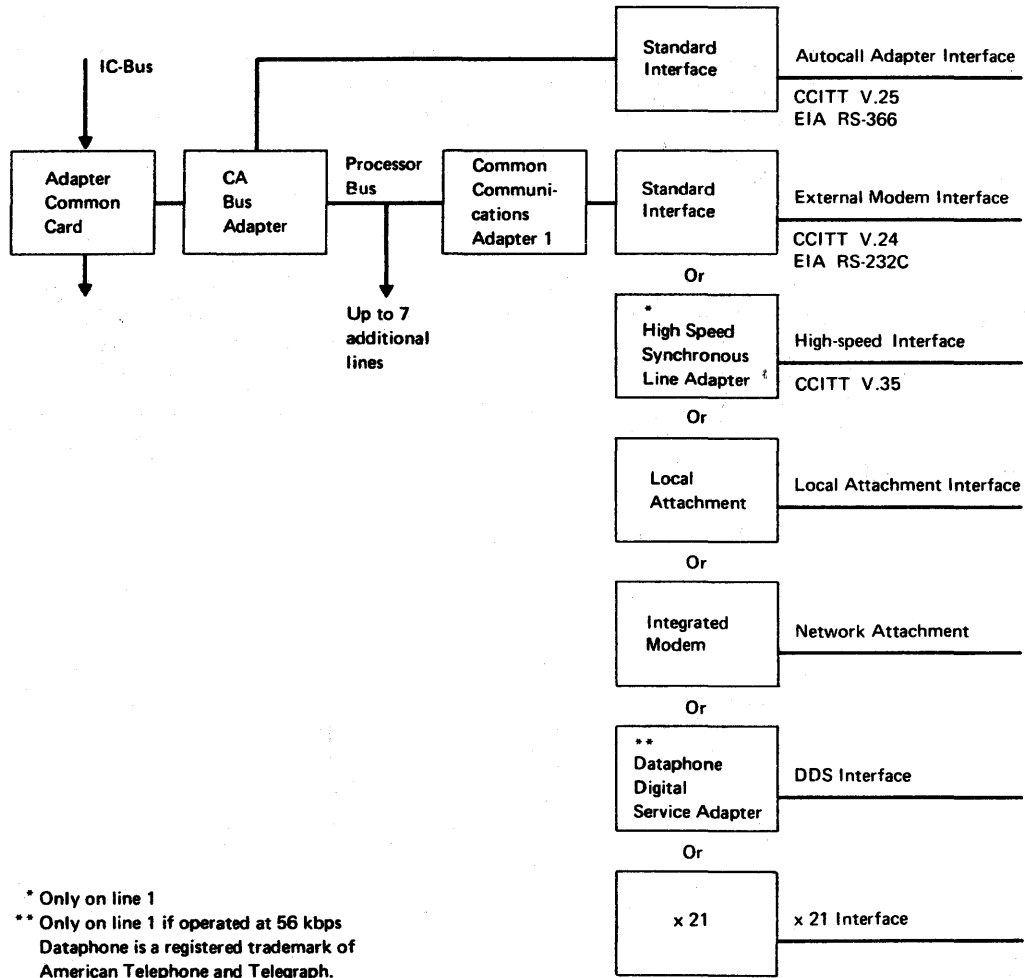 IC-Bus
Adapter
Common
Card
CA
Bus
Adapter
Processor
Bus
Up to 7
additional
lines
Common
Communi-
cations
Adapter 1
Standard
Interface
Autocall Adapter Interface
CCITT V.25
EIA RS-366
Standard
Interface
External Modem Interface
CCITT V.24
EIA RS-232C
Or
*
High Speed
Synchronous
Line Adapter
High-speed Interface
CCITT V.35
Or
Local
Attachment
Local Attachment Interface
Or
Integrated
Modem
Network Attachment
Or
**
Dataphone
Digital
Service Adapter
DDS Interface
Or
x 21
x 21 Interface
* Only on line 1
** Only on line 1 if operated at 56 kbps
Dataphone is a registered trademark of
American Telephone and Telegraph.